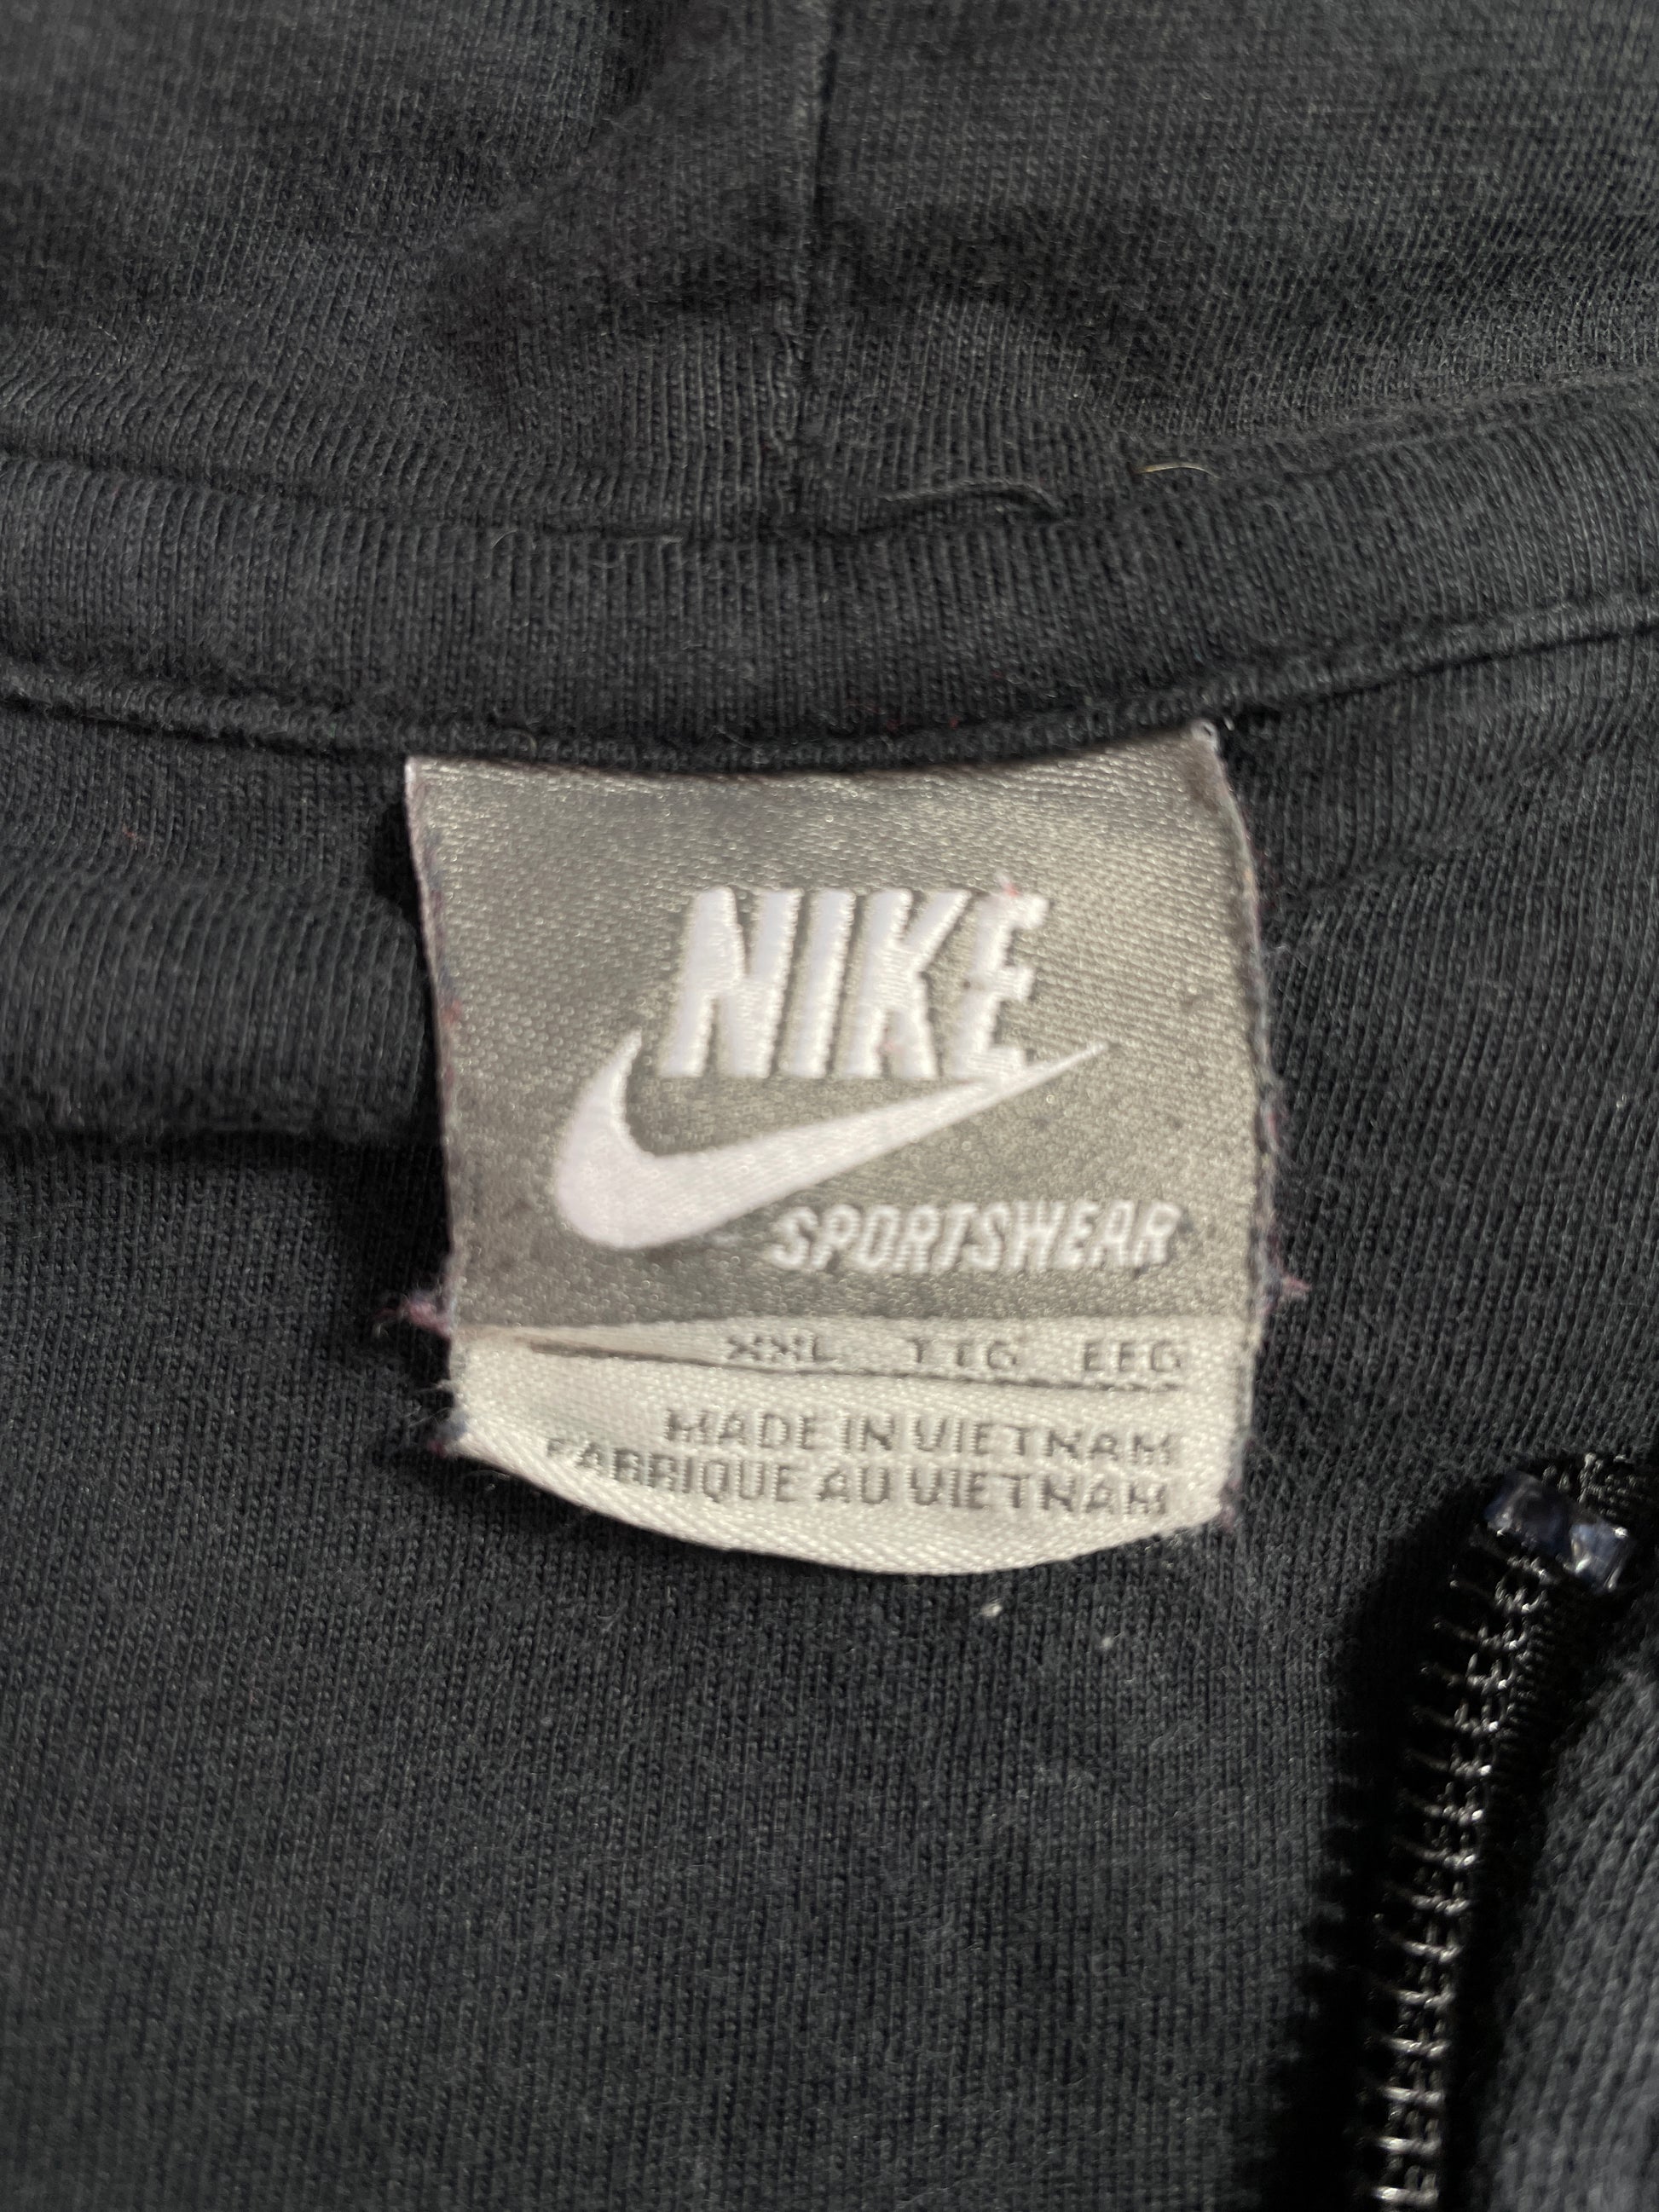 NIKE
SPORTSWEAR
XXL TTG EEG
MADE IN VIETNAM
FABRIQUE AU VIETNAM